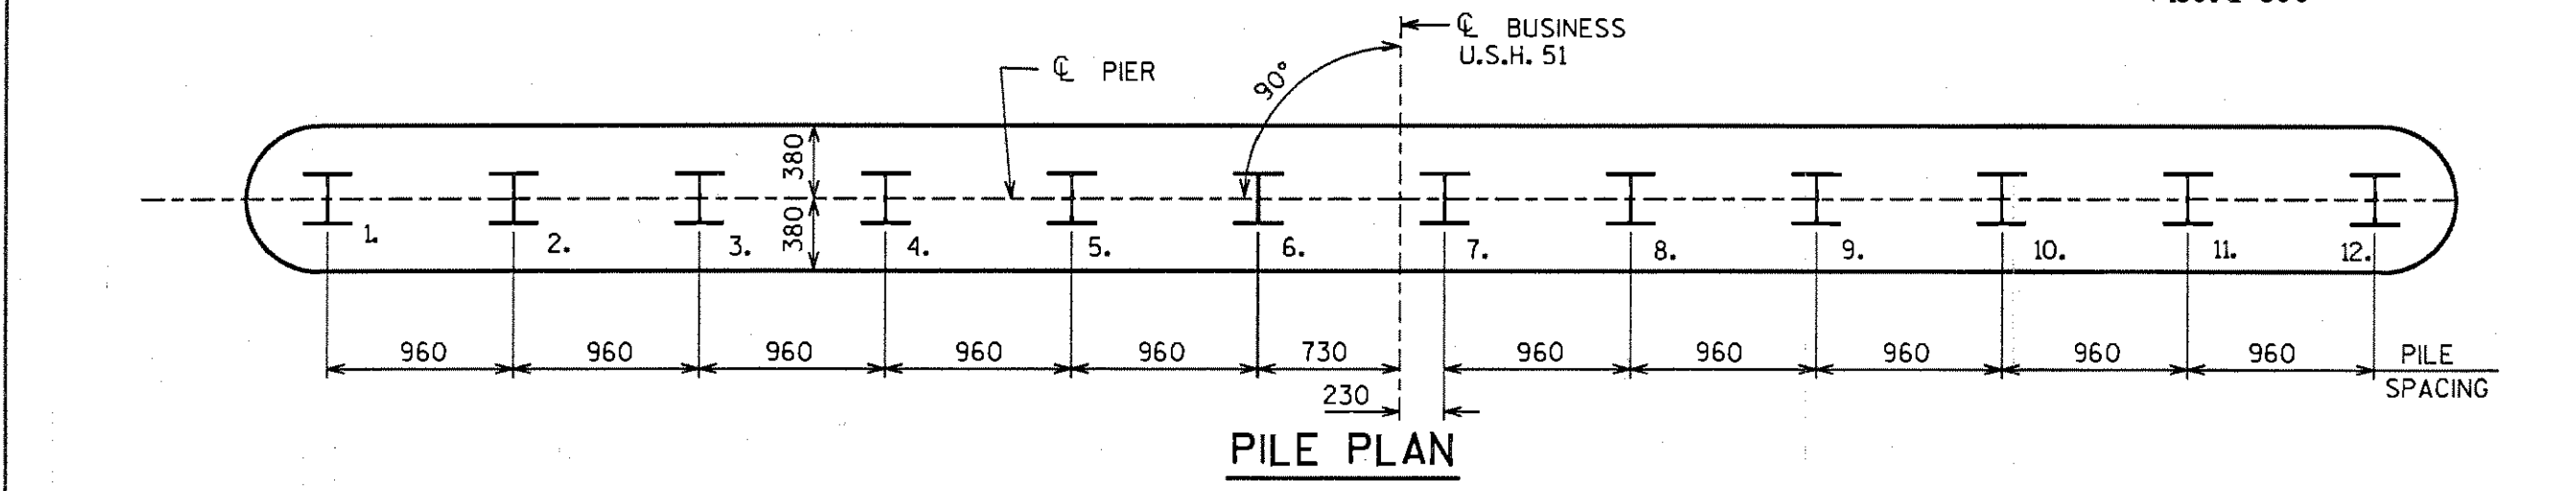 ℄ BUSINESS
U.S.H. 51
℄ PIER
90°
380
380
1. 2. 3. 4. 5. 6. 7. 8. 9. 10. 11. 12.
960 960 960 960 960 730 960 960 960 960 960 PILE
SPACING
230
PILE PLAN